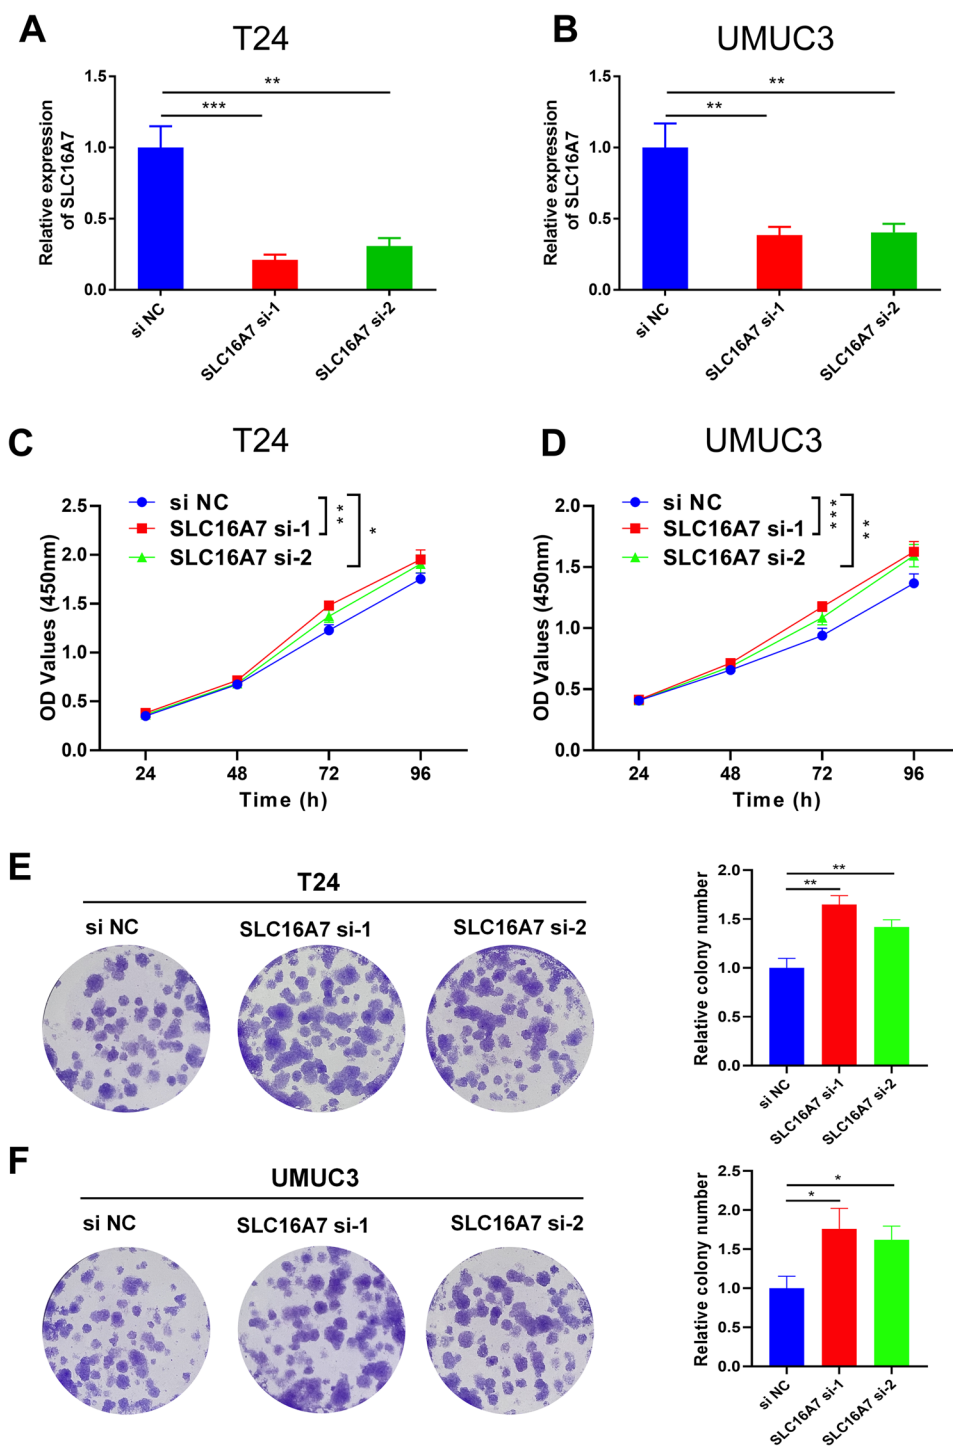 A
T24
1.5
1.0
0.5
0.0
Relative expression
of SLC16A7
***
**
si NC
SLC16A7 si-1
SLC16A7 si-2
B
UMUC3
1.5
1.0
0.5
0.0
Relative expression
of SLC16A7
**
**
si NC
SLC16A7 si-1
SLC16A7 si-2
C
T24
si NC
SLC16A7 si-1
SLC16A7 si-2
**
*
2.5
2.0
1.5
1.0
0.5
0.0
OD Values (450nm)
24 48 72 96
Time (h)
D
UMUC3
si NC
SLC16A7 si-1
SLC16A7 si-2
***
**
2.0
1.5
1.0
0.5
0.0
OD Values (450nm)
24 48 72 96
Time (h)
E
T24
si NC SLC16A7 si-1 SLC16A7 si-2
2.0
1.5
1.0
0.5
0.0
Relative colony number
**
**
si NC
SLC16A7 si-1
SLC16A7 si-2
F
UMUC3
si NC SLC16A7 si-1 SLC16A7 si-2
2.5
2.0
1.5
1.0
0.5
0.0
Relative colony number
*
*
si NC
SLC16A7 si-1
SLC16A7 si-2